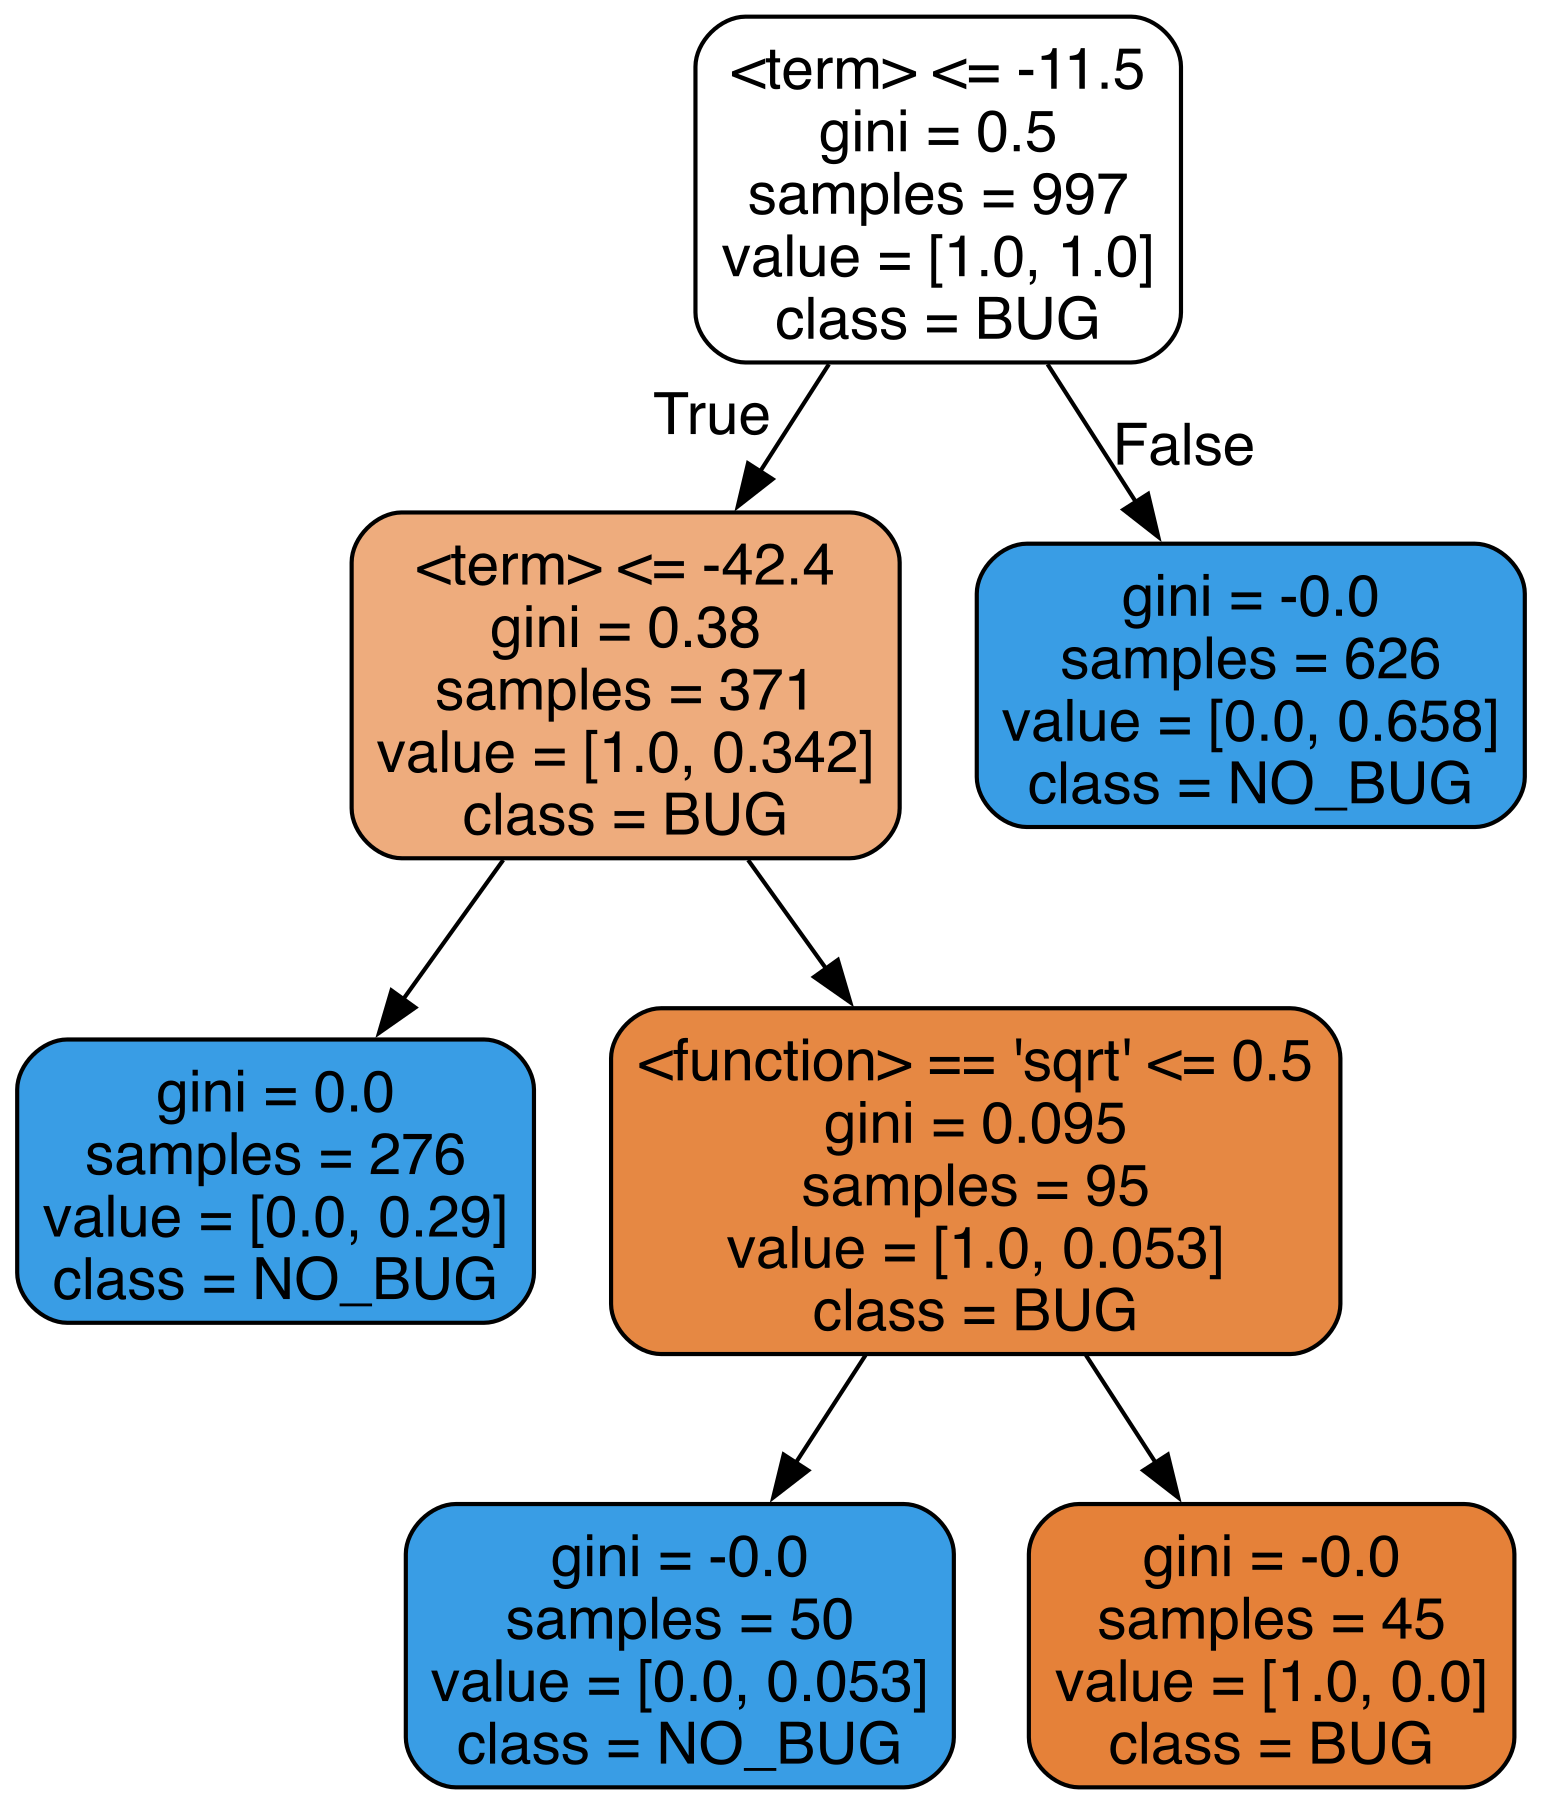 <term> <= -11.5
gini = 0.5
samples = 997
value = [1.0, 1.0]
class = BUG
True
False
<term> <= -42.4
gini = 0.38
samples = 371
value = [1.0, 0.342]
class = BUG
gini = -0.0
samples = 626
value = [0.0, 0.658]
class = NO_BUG
gini = 0.0
samples = 276
value = [0.0, 0.29]
class = NO_BUG
<function> == 'sqrt' <= 0.5
gini = 0.095
samples = 95
value = [1.0, 0.053]
class = BUG
gini = -0.0
samples = 50
value = [0.0, 0.053]
class = NO_BUG
gini = -0.0
samples = 45
value = [1.0, 0.0]
class = BUG